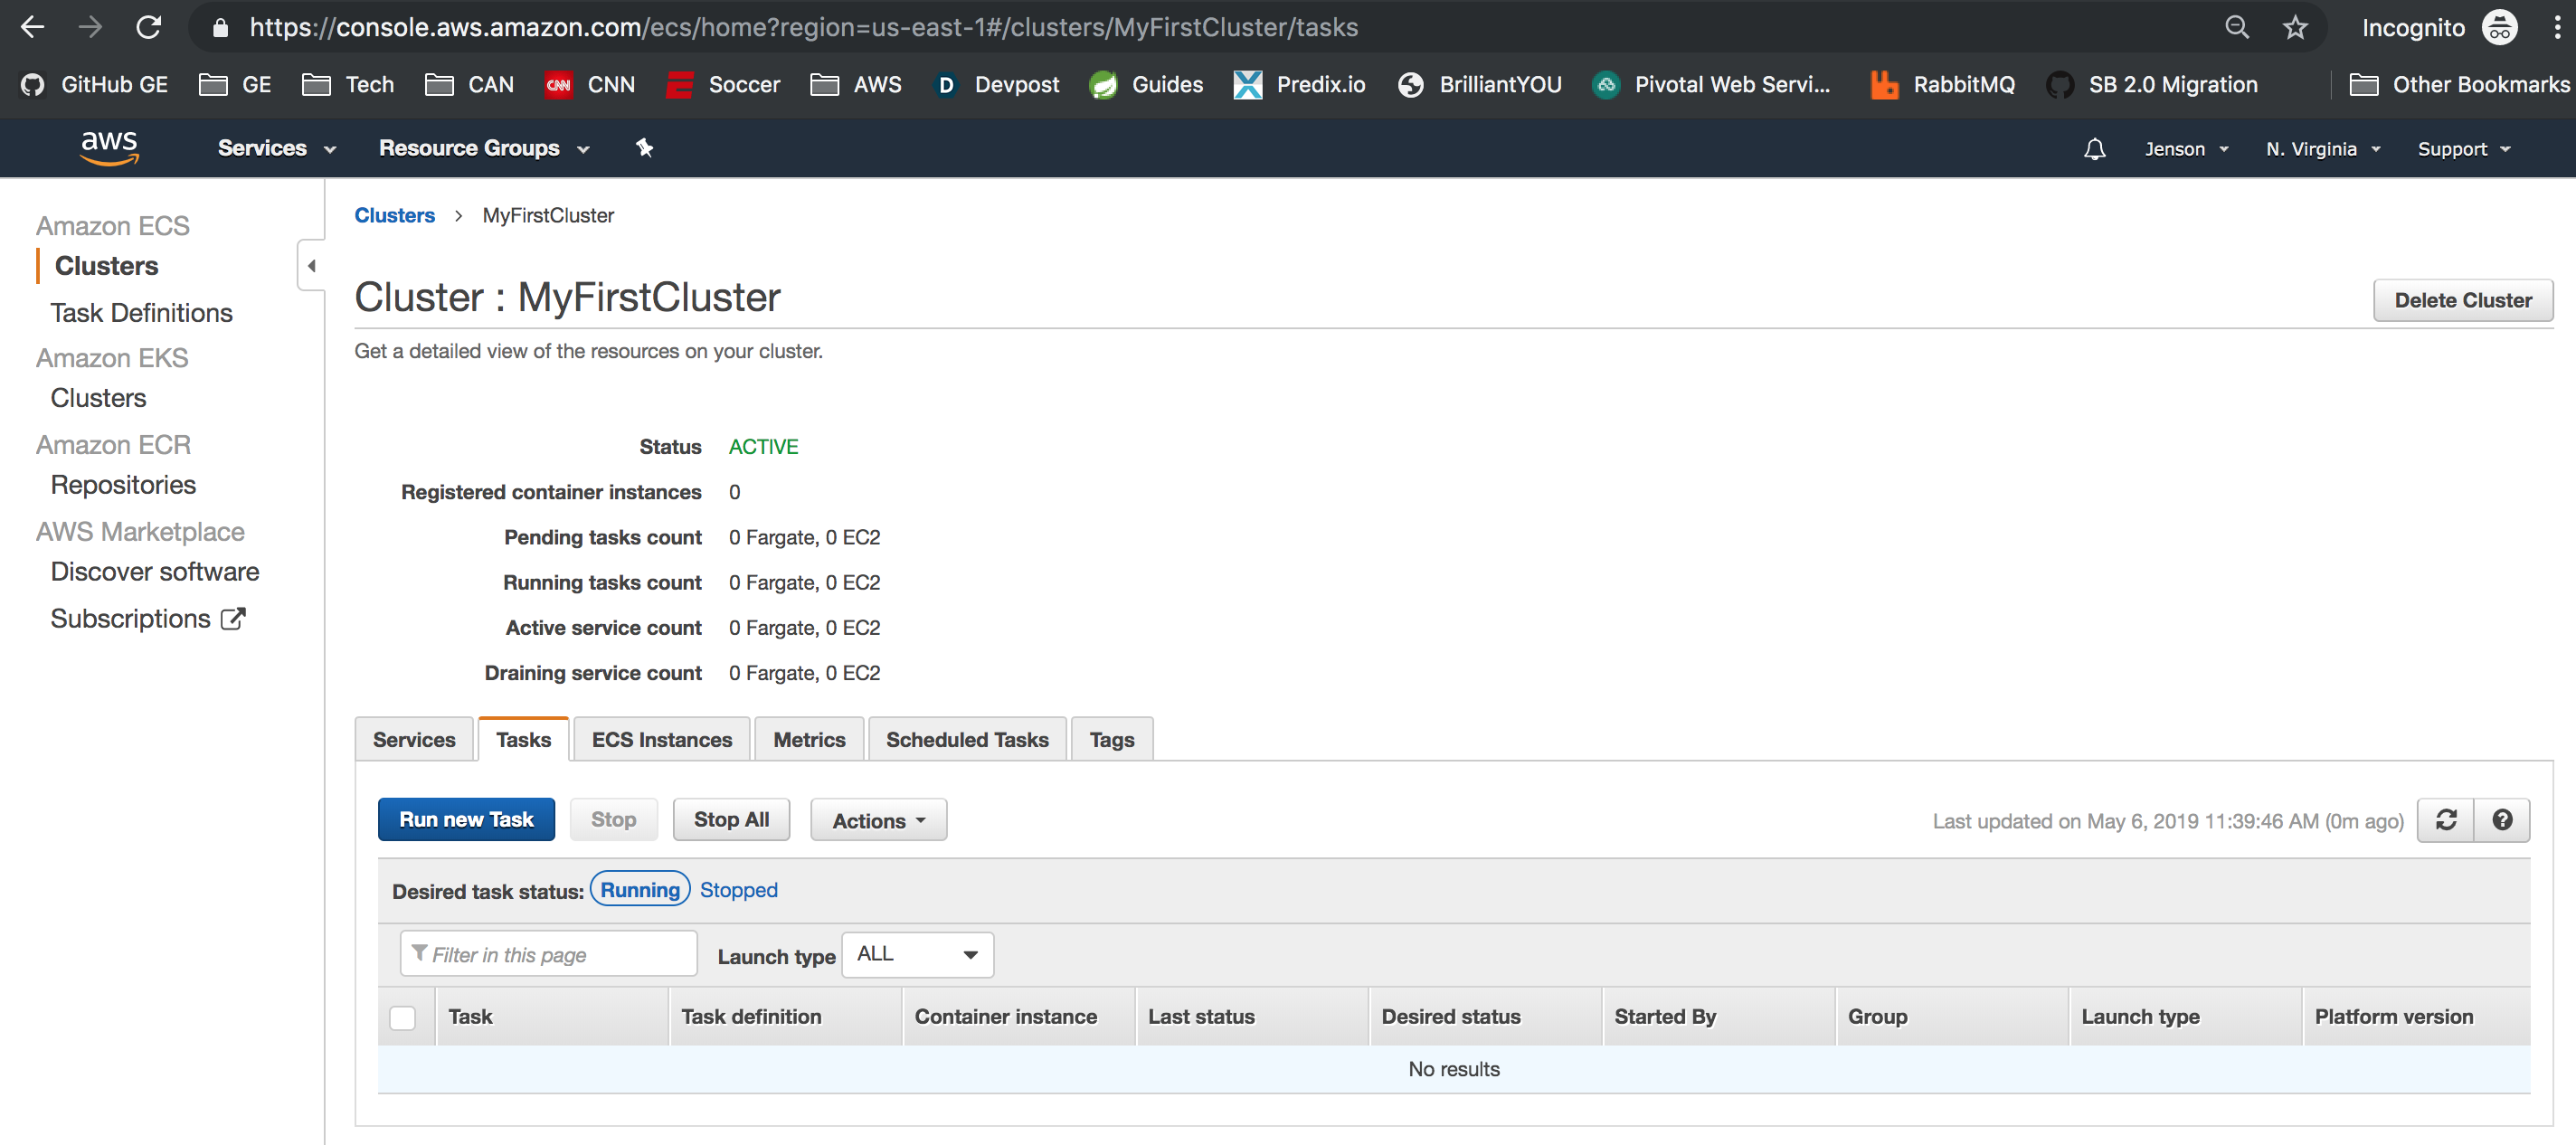 https://console.aws.amazon.com/ecs/home?region=us-east-1#/clusters/MyFirstCluster/tasks Incognito
GitHub GE GE Tech CAN CNN CNN Soccer AWS D Devpost Guides Predix.io BrilliantYOU Pivotal Web Servi... RabbitMQ SB 2.0 Migration Other Bookmarks
aws Services Resource Groups Jenson N. Virginia Support
Amazon ECS
Clusters
Task Definitions
Amazon EKS
Clusters
Amazon ECR
Repositories
AWS Marketplace
Discover software
Subscriptions
Clusters > MyFirstCluster
Cluster : MyFirstCluster Delete Cluster
Get a detailed view of the resources on your cluster.
Status ACTIVE
Registered container instances 0
Pending tasks count 0 Fargate, 0 EC2
Running tasks count 0 Fargate, 0 EC2
Active service count 0 Fargate, 0 EC2
Draining service count 0 Fargate, 0 EC2
Services Tasks ECS Instances Metrics Scheduled Tasks Tags
Run new Task Stop Stop All Actions Last updated on May 6, 2019 11:39:46 AM (0m ago) ?
Desired task status: Running Stopped
Filter in this page Launch type ALL
Task Task definition Container instance Last status Desired status Started By Group Launch type Platform version
No results